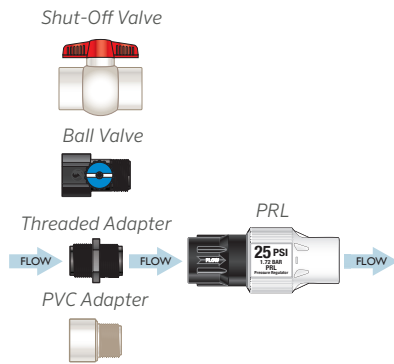 Shut-Off Valve
Ball Valve
Threaded Adapter
PRL
FLOW
FLOW
FLOW
25 PSI
1.72 BAR
PRL
Pressure Regulator
FLOW
PVC Adapter